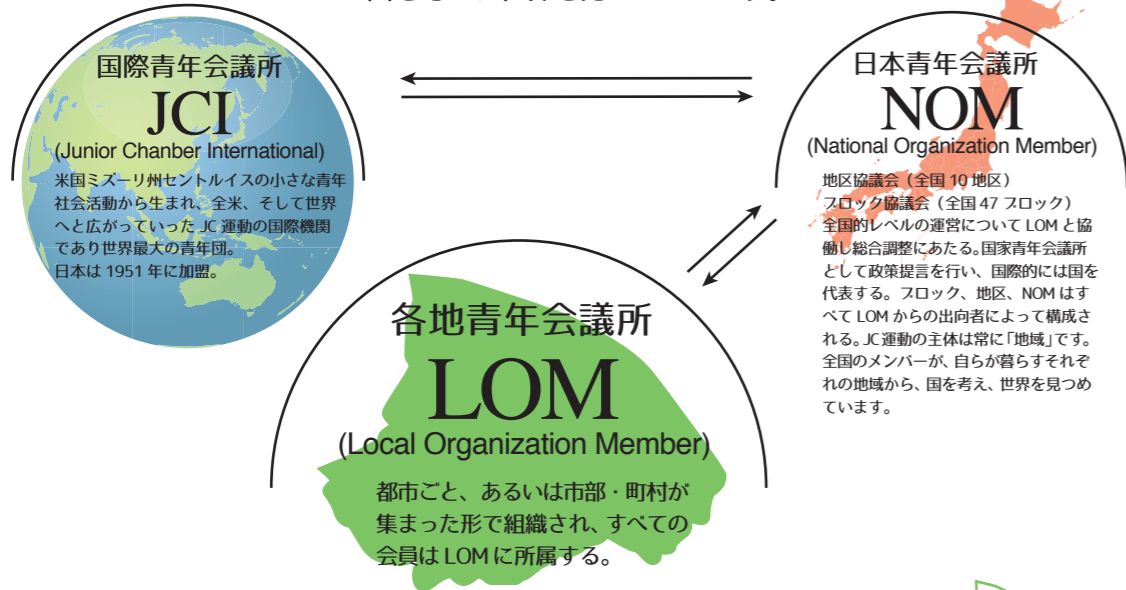 国際青年会議所
JCI
(Junior Chanber International)
米国ミズーリ州セントルイスの小さな青年
社会活動から生まれ、全米、そして世界
へと広がっていった JC 運動の国際機関
であり世界最大の青年団。
日本は 1951 年に加盟。
日本青年会議所
NOM
(National Organization Member)
地区協議会（全国 10 地区）
ブロック協議会（全国 47 ブロック）
全国的レベルの運営について LOM と協
働し総合調整にあたる。国家青年会議所
として政策提言を行い、国際的には国を
代表する。ブロック、地区、NOM はす
べて LOM からの出向者によって構成さ
れる。JC 運動の主体は常に「地域」です。
全国のメンバーが、自らが暮らすそれぞ
れの地域から、国を考え、世界を見つめ
ています。
各地青年会議所
LOM
(Local Organization Member)
都市ごと、あるいは市部・町村が
集まった形で組織され、すべての
会員は LOM に所属する。